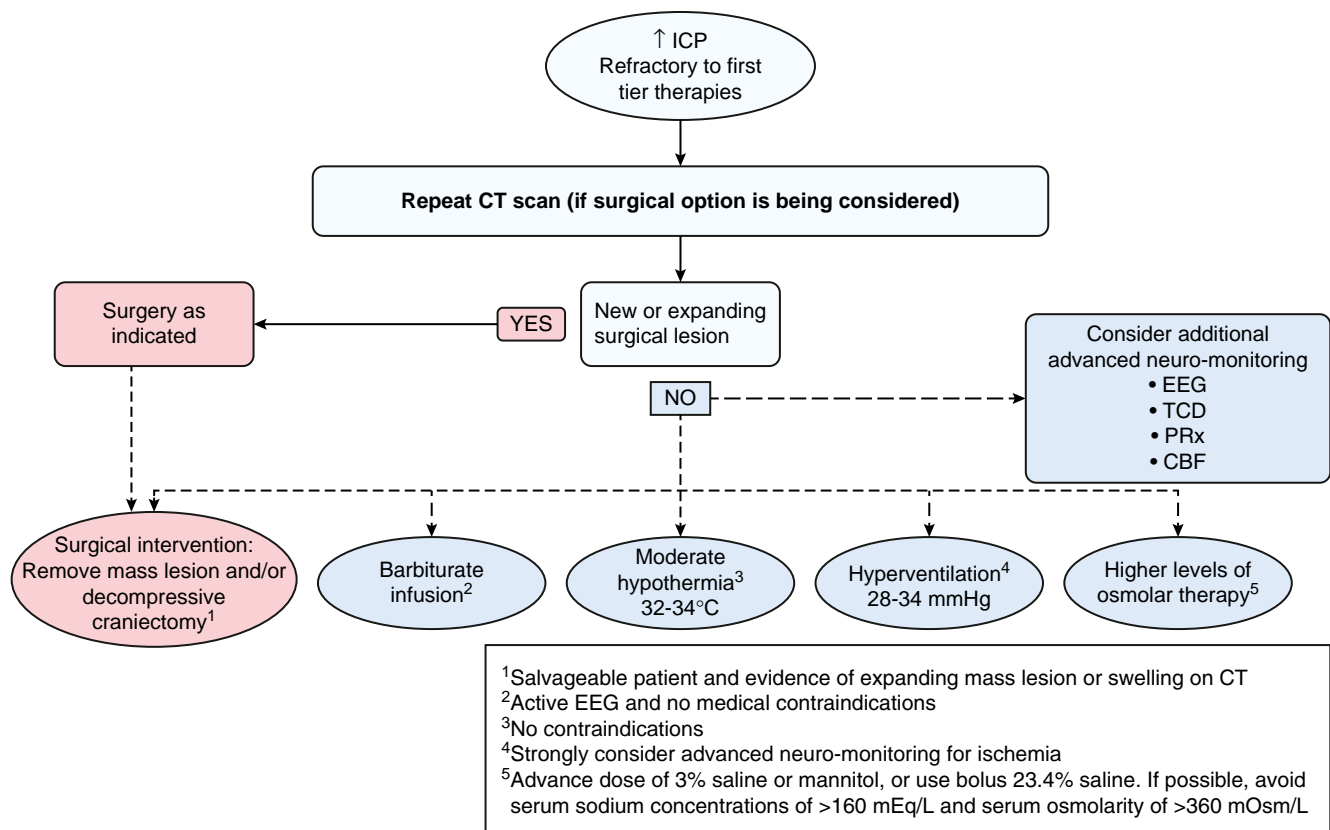 ↑ ICP
Refractory to first
tier therapies
Repeat CT scan (if surgical option is being considered)
Surgery as
indicated
YES
New or expanding
surgical lesion
NO
Consider additional
advanced neuro-monitoring
• EEG
• TCD
• PRx
• CBF
Surgical intervention:
Remove mass lesion and/or
decompressive
craniectomy1
Barbiturate
infusion2
Moderate
hypothermia3
32-34°C
Hyperventilation4
28-34 mmHg
Higher levels of
osmolar therapy5
1Salvageable patient and evidence of expanding mass lesion or swelling on CT
2Active EEG and no medical contraindications
3No contraindications
4Strongly consider advanced neuro-monitoring for ischemia
5Advance dose of 3% saline or mannitol, or use bolus 23.4% saline. If possible, avoid
serum sodium concentrations of >160 mEq/L and serum osmolarity of >360 mOsm/L